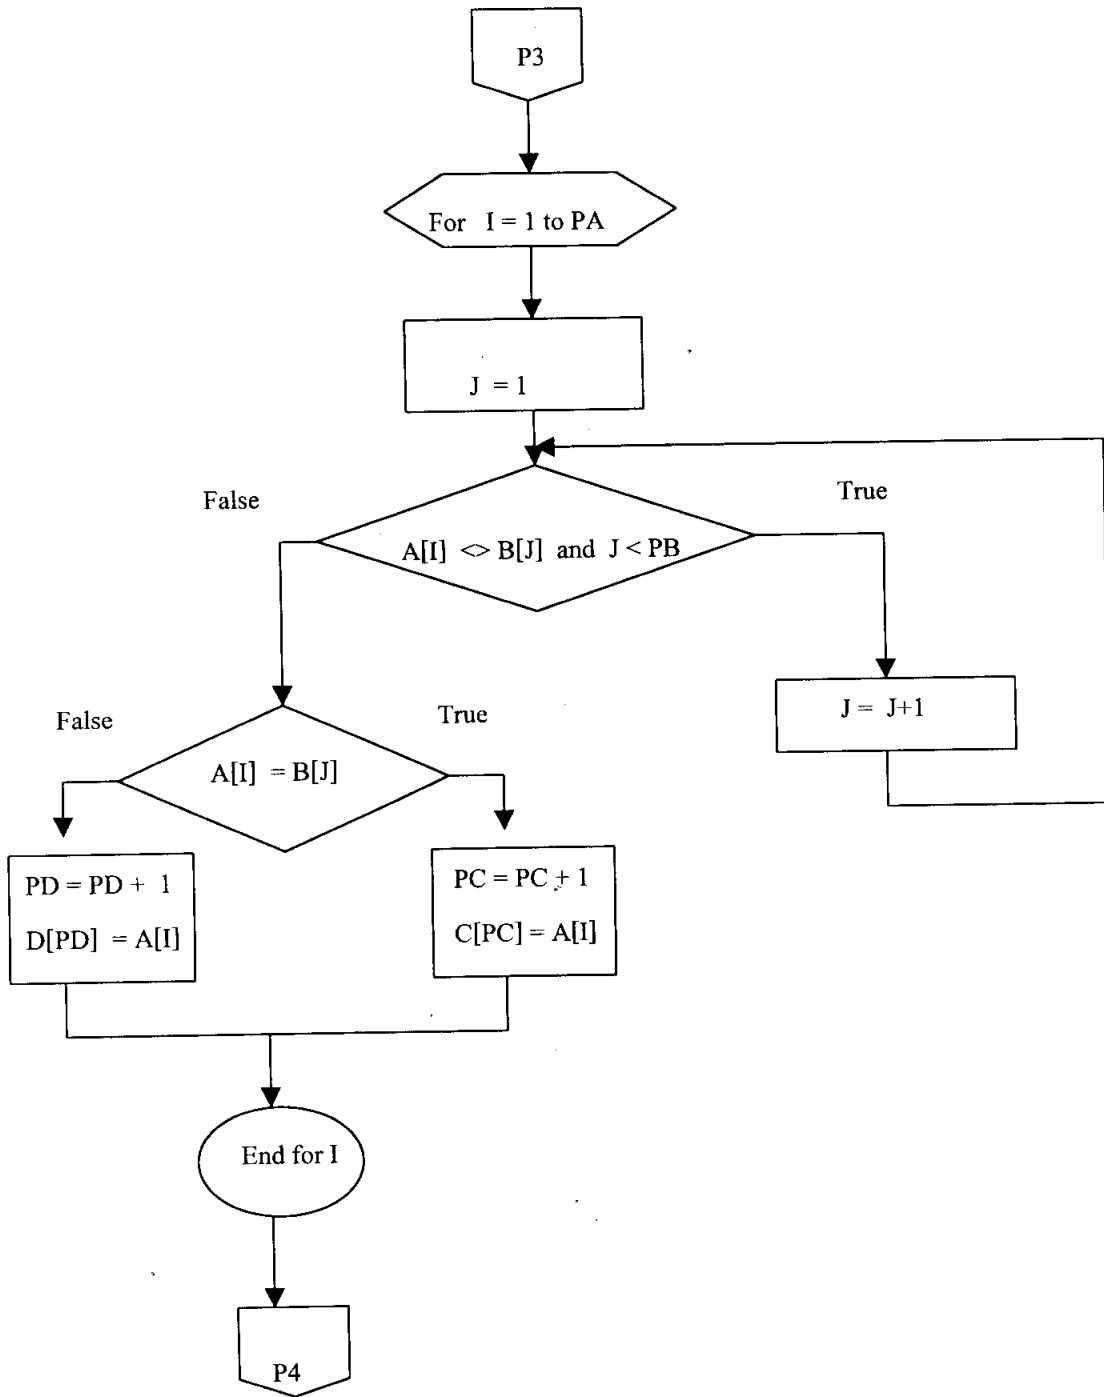 P3
For I = 1 to PA
J = 1
False
True
A[I] <> B[J] and J < PB
False
True
J = J+1
A[I] = B[J]
PD = PD + 1
D[PD] = A[I]
PC = PC + 1
C[PC] = A[I]
End for I
P4